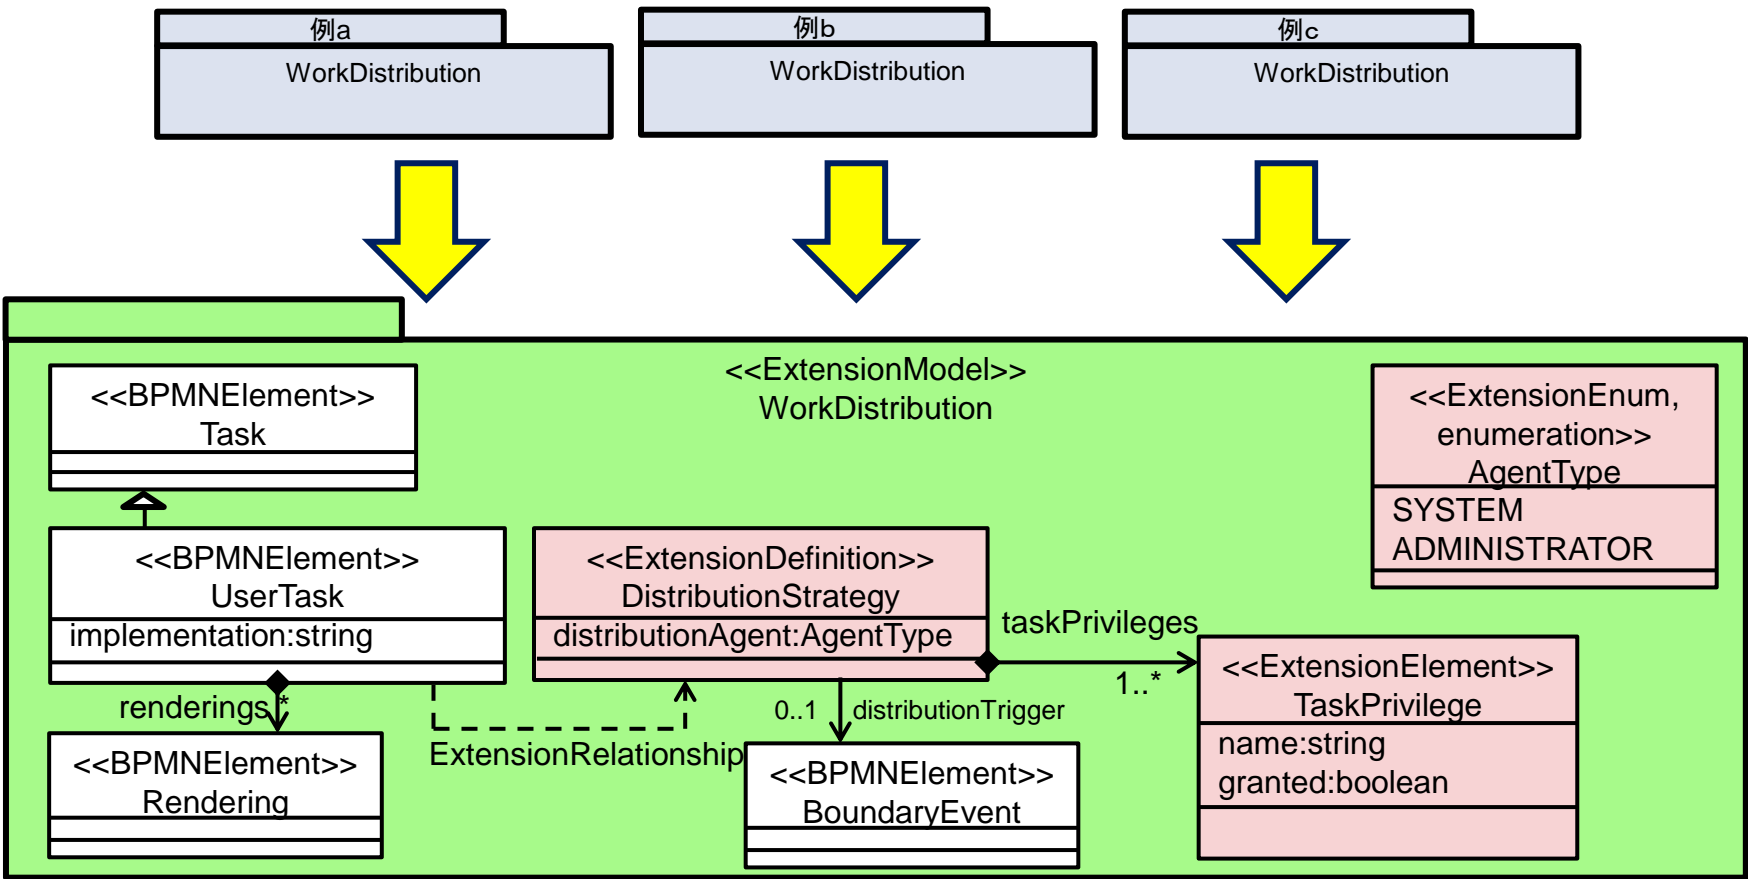 例a
WorkDistribution
例b
WorkDistribution
例c
WorkDistribution
<<ExtensionModel>>
WorkDistribution
<<BPMNElement>>
Task
<<ExtensionEnum,
enumeration>>
AgentType
SYSTEM
ADMINISTRATOR
<<BPMNElement>>
UserTask
implementation:string
<<ExtensionDefinition>>
DistributionStrategy
distributionAgent:AgentType
taskPrivileges
1..*
<<ExtensionElement>>
TaskPrivilege
name:string
granted:boolean
renderings
*
ExtensionRelationship
0..1
distributionTrigger
<<BPMNElement>>
Rendering
<<BPMNElement>>
BoundaryEvent